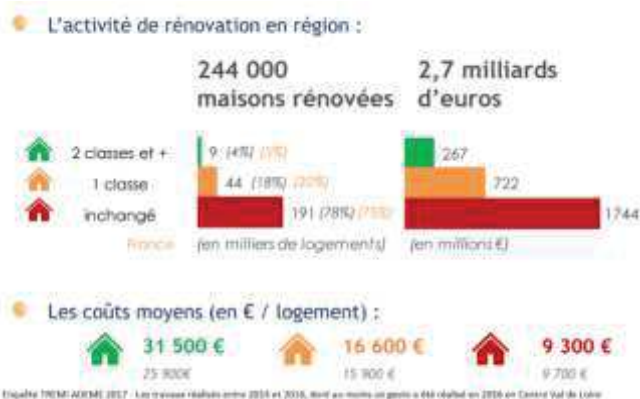 L'activité de rénovation en région :
244 000 2,7 milliards
maisons rénovées d'euros
2 classes et + 9 (4%) (5%) 267
1 classe 44 (18%) 722
inchangé 191 (78%) (75%) 1744
France (en milliers de logements) (en millions €)
Les coûts moyens (en € / logement) :
31 500 € 16 600 € 9 300 €
25 900€ 15 900 € 9 700 €
Enquête TREMI ADEME 2017 - Les travaux réalisés entre 2014 et 2016, dont au moins un geste a été réalisé en 2016 en Centre Val de Loire